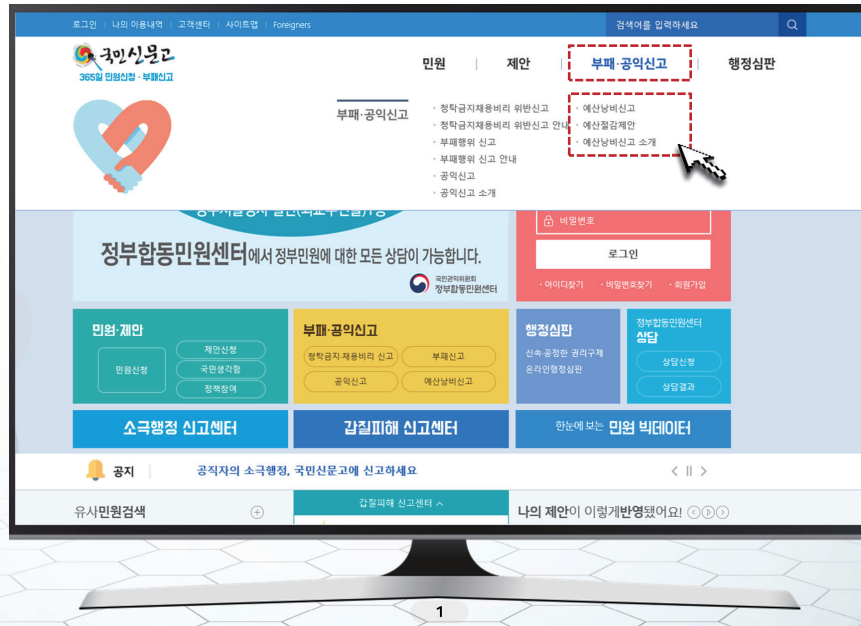 로그인 | 나의 이용내역 | 고객센터 | 사이트맵 | Foreigners
검색어를 입력하세요
국민신문고
365일 민원신청·부패신고
민원 | 제안 | 부패·공익신고 | 행정심판
부패·공익신고
· 청탁금지채용비리 위반신고
· 청탁금지채용비리 위반신고 안내
· 부패행위 신고
· 부패행위 신고 안내
· 공익신고
· 공익신고 소개
· 예산낭비신고
· 예산절감제안
· 예산낭비신고 소개
정부합동민원센터에서 정부민원에 대한 모든 상담이 가능합니다.
국민권익위원회
정부합동민원센터
비밀번호
로그인
· 아이디찾기 · 비밀번호찾기 · 회원가입
민원·제안
민원신청
제안신청
국민생각함
정책참여
부패·공익신고
청탁금지·채용비리 신고
부패신고
공익신고
예산낭비신고
행정심판
신속·공정한 권리구제
온라인행정심판
정부합동민원센터
상담
상담신청
상담결과
소극행정 신고센터
갑질피해 신고센터
한눈에 보는 민원 빅데이터
공지
공직자의 소극행정, 국민신문고에 신고하세요
유사민원검색
갑질피해 신고센터
나의 제안이 이렇게반영됐어요!
1